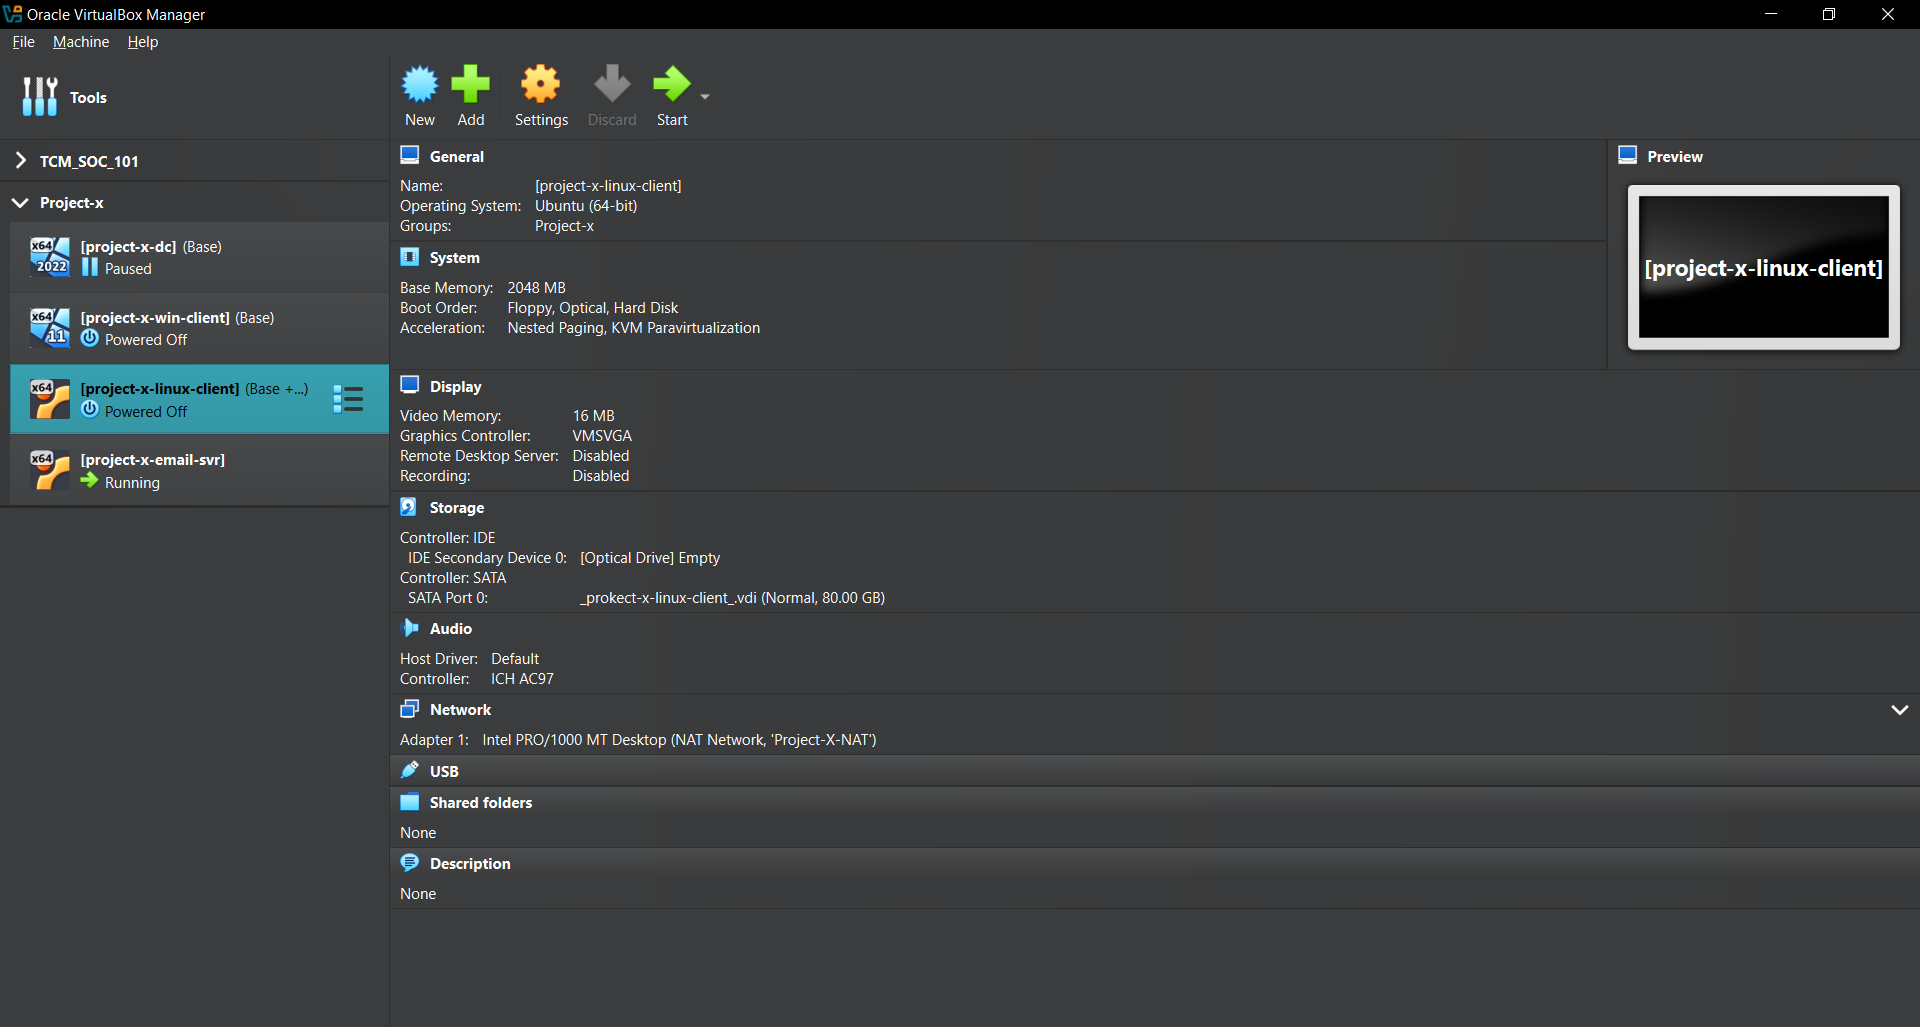 Oracle VirtualBox Manager
File Machine Help
Tools
New Add Settings Discard Start
TCM_SOC_101
Project-x
x64 2022 [project-x-dc] (Base)
Paused
x64 11 [project-x-win-client] (Base)
Powered Off
x64 [project-x-linux-client] (Base +...)
Powered Off
x64 [project-x-email-svr]
Running
General
Name: [project-x-linux-client]
Operating System: Ubuntu (64-bit)
Groups: Project-x
System
Base Memory: 2048 MB
Boot Order: Floppy, Optical, Hard Disk
Acceleration: Nested Paging, KVM Paravirtualization
Preview
[project-x-linux-client]
Display
Video Memory: 16 MB
Graphics Controller: VMSVGA
Remote Desktop Server: Disabled
Recording: Disabled
Storage
Controller: IDE
IDE Secondary Device 0: [Optical Drive] Empty
Controller: SATA
SATA Port 0: _prokect-x-linux-client_.vdi (Normal, 80.00 GB)
Audio
Host Driver: Default
Controller: ICH AC97
Network
Adapter 1: Intel PRO/1000 MT Desktop (NAT Network, 'Project-X-NAT')
USB
Shared folders
None
Description
None